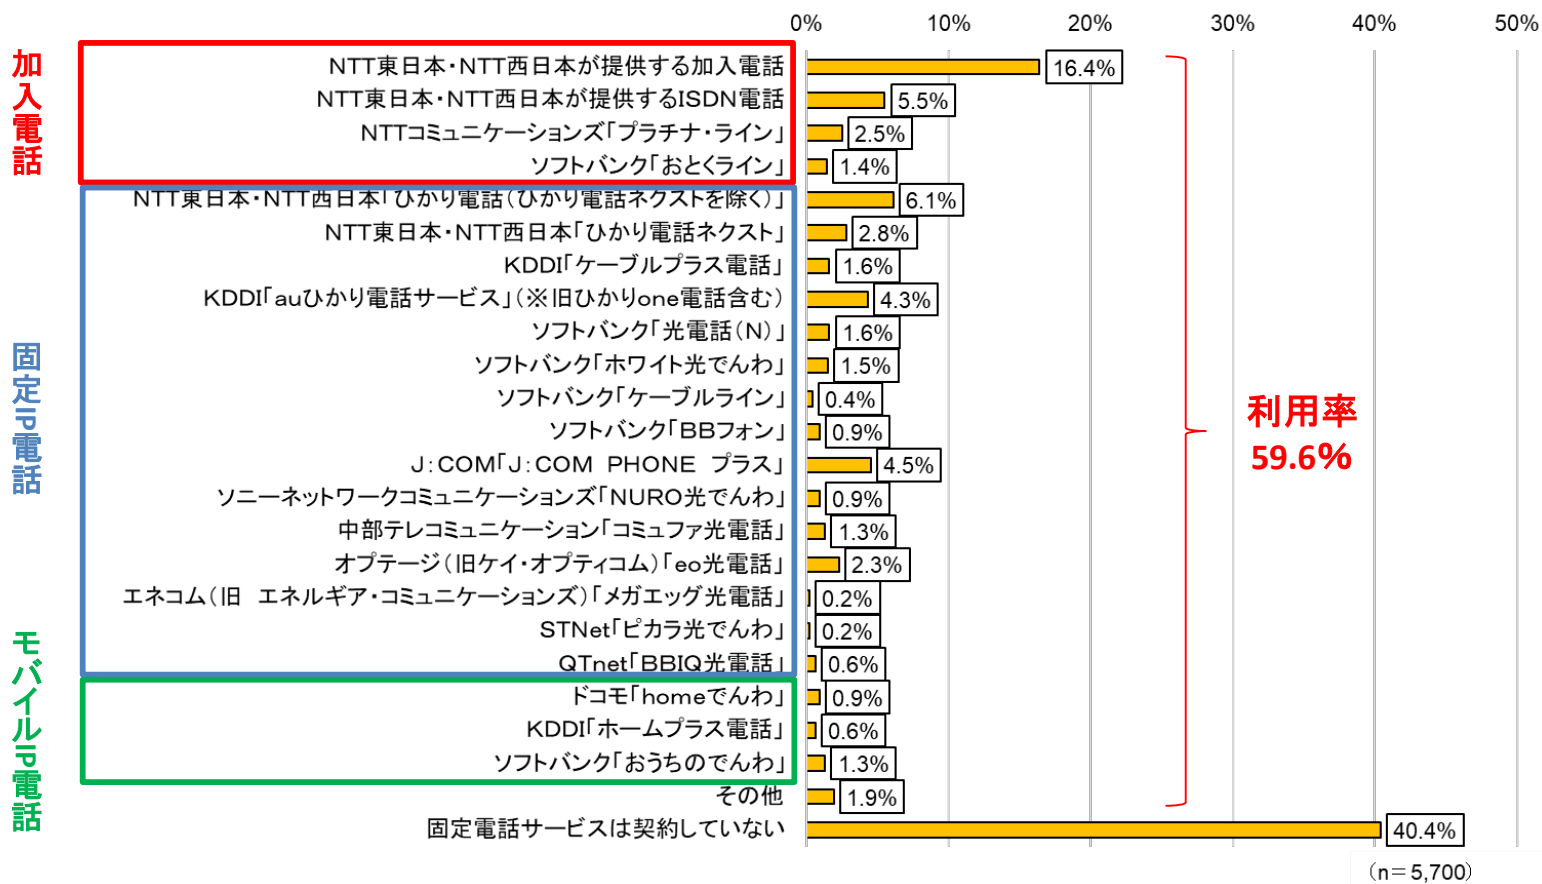 0% 10% 20% 30% 40% 50%
加入電話
NTT東日本・NTT西日本が提供する加入電話 16.4%
NTT東日本・NTT西日本が提供するISDN電話 5.5%
NTTコミュニケーションズ「プラチナ・ライン」 2.5%
ソフトバンク「おとくライン」 1.4%
固定IP電話
NTT東日本・NTT西日本「ひかり電話(ひかり電話ネクストを除く)」 6.1%
NTT東日本・NTT西日本「ひかり電話ネクスト」 2.8%
KDDI「ケーブルプラス電話」 1.6%
KDDI「auひかり電話サービス」(※旧ひかりone電話含む) 4.3%
ソフトバンク「光電話(N)」 1.6%
ソフトバンク「ホワイト光でんわ」 1.5%
ソフトバンク「ケーブルライン」 0.4%
ソフトバンク「BBフォン」 0.9%
J:COM「J:COM PHONE プラス」 4.5%
ソニーネットワークコミュニケーションズ「NURO光でんわ」 0.9%
中部テレコミュニケーション「コミュファ光電話」 1.3%
オプテージ(旧ケイ・オプティコム)「eo光電話」 2.3%
エネコム(旧 エネルギア・コミュニケーションズ)「メガエッグ光電話」 0.2%
STNet「ピカラ光でんわ」 0.2%
QTnet「BBIQ光電話」 0.6%
モバイルIP電話
ドコモ「homeでんわ」 0.9%
KDDI「ホームプラス電話」 0.6%
ソフトバンク「おうちのでんわ」 1.3%
その他 1.9%
固定電話サービスは契約していない 40.4%
利用率
59.6%
(n=5,700)